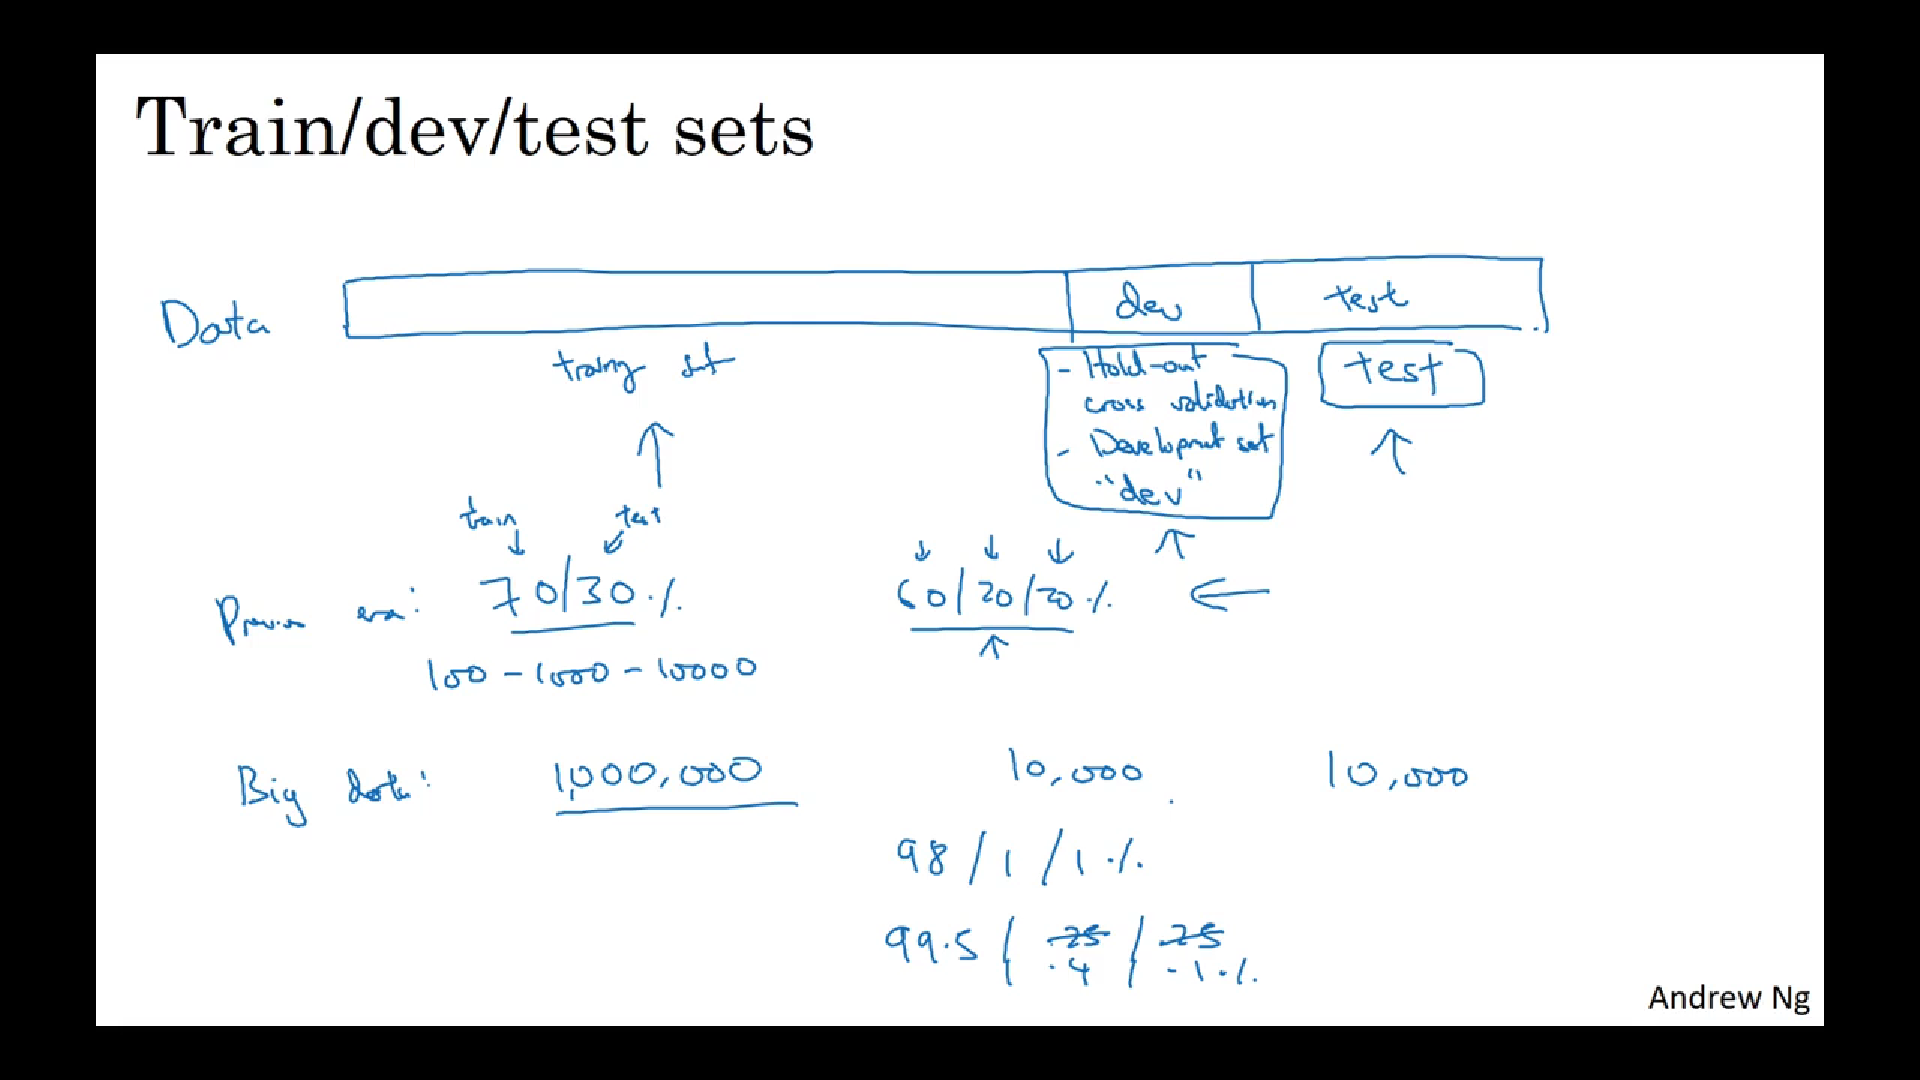 Train/dev/test sets
Data
dev
test
training set
- Hold-out
cross validation
- Development set
"dev"
test
train
test
Previous era:
70/30%
60/20/20%
100 - 1000 - 10000
Big data:
1,000,000
10,000
10,000
98/1/1%
99.5/.25/.25
.4 .1%
Andrew Ng